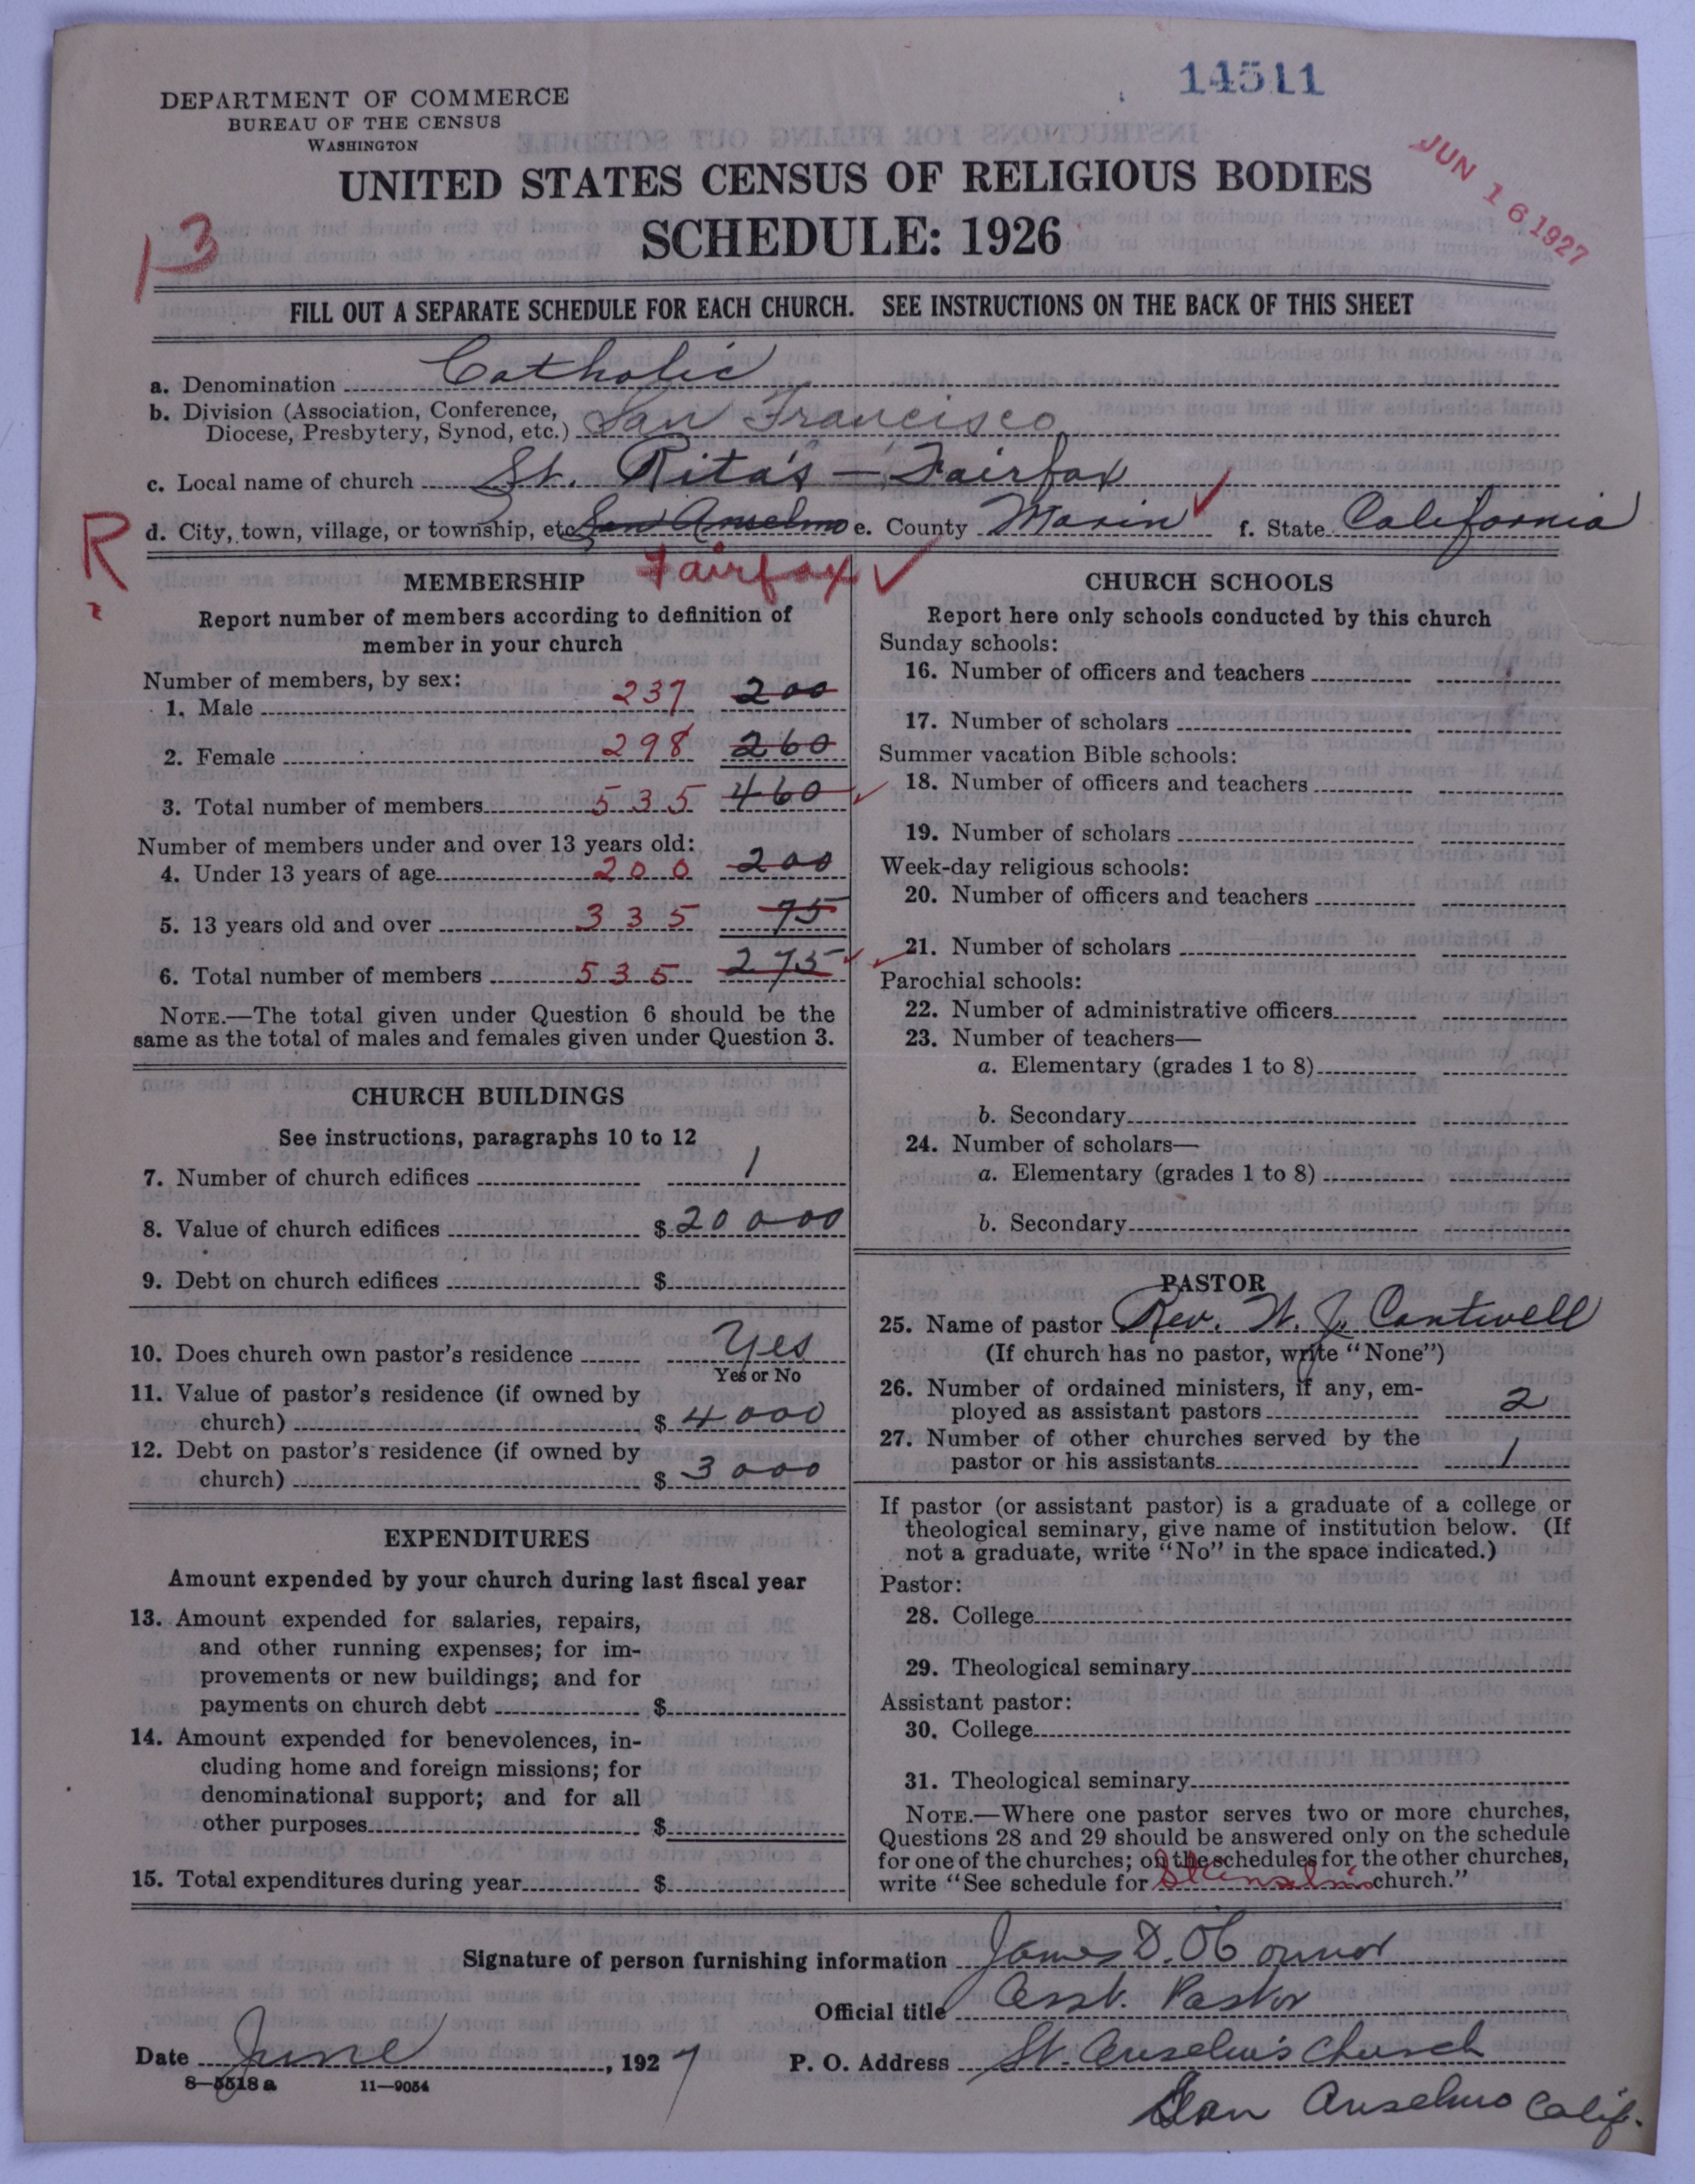 14511
JUN 16 1927
DEPARTMENT OF COMMERCE
BUREAU OF THE CENSUS
WASHINGTON
UNITED STATES CENSUS OF RELIGIOUS BODIES
SCHEDULE: 1926
13
FILL OUT A SEPARATE SCHEDULE FOR EACH CHURCH. SEE INSTRUCTIONS ON THE BACK OF THIS SHEET
a. Denomination Catholic
b. Division (Association, Conference,
Diocese, Presbytery, Synod, etc.) San Francisco
c. Local name of church St. Rita's — Fairfax
R d. City, town, village, or township, etc San Anselmo e. County Marin f. State California
Fairfax
MEMBERSHIP
Report number of members according to definition of
member in your church
Number of members, by sex:
1. Male 237 200
2. Female 298 260
3. Total number of members 535 460
Number of members under and over 13 years old:
4. Under 13 years of age 200 200
5. 13 years old and over 335 75
6. Total number of members 535 275
NOTE.—The total given under Question 6 should be the
same as the total of males and females given under Question 3.
CHURCH BUILDINGS
See instructions, paragraphs 10 to 12
7. Number of church edifices 1
8. Value of church edifices $ 20 000
9. Debt on church edifices $
10. Does church own pastor's residence Yes
Yes or No
11. Value of pastor's residence (if owned by
church) $ 4000
12. Debt on pastor's residence (if owned by
church) $ 3000
EXPENDITURES
Amount expended by your church during last fiscal year
13. Amount expended for salaries, repairs,
and other running expenses; for im-
provements or new buildings; and for
payments on church debt $
14. Amount expended for benevolences, in-
cluding home and foreign missions; for
denominational support; and for all
other purposes $
15. Total expenditures during year $
CHURCH SCHOOLS
Report here only schools conducted by this church
Sunday schools:
16. Number of officers and teachers
17. Number of scholars
Summer vacation Bible schools:
18. Number of officers and teachers
19. Number of scholars
Week-day religious schools:
20. Number of officers and teachers
21. Number of scholars
Parochial schools:
22. Number of administrative officers
23. Number of teachers—
a. Elementary (grades 1 to 8)
b. Secondary
24. Number of scholars—
a. Elementary (grades 1 to 8)
b. Secondary
PASTOR
25. Name of pastor Rev. W. J. Cantwell
(If church has no pastor, write "None")
26. Number of ordained ministers, if any, em-
ployed as assistant pastors 2
27. Number of other churches served by the
pastor or his assistants 1
If pastor (or assistant pastor) is a graduate of a college or
theological seminary, give name of institution below. (If
not a graduate, write "No" in the space indicated.)
Pastor:
28. College
29. Theological seminary
Assistant pastor:
30. College
31. Theological seminary
NOTE.—Where one pastor serves two or more churches,
Questions 28 and 29 should be answered only on the schedule
for one of the churches; on the schedules for the other churches,
write "See schedule for church."
Signature of person furnishing information James D. O'Connor
Official title Asst. Pastor
Date June, 1927 P. O. Address St. Anselm's Church
8—5518 a 11—9054
San Anselmo Calif.